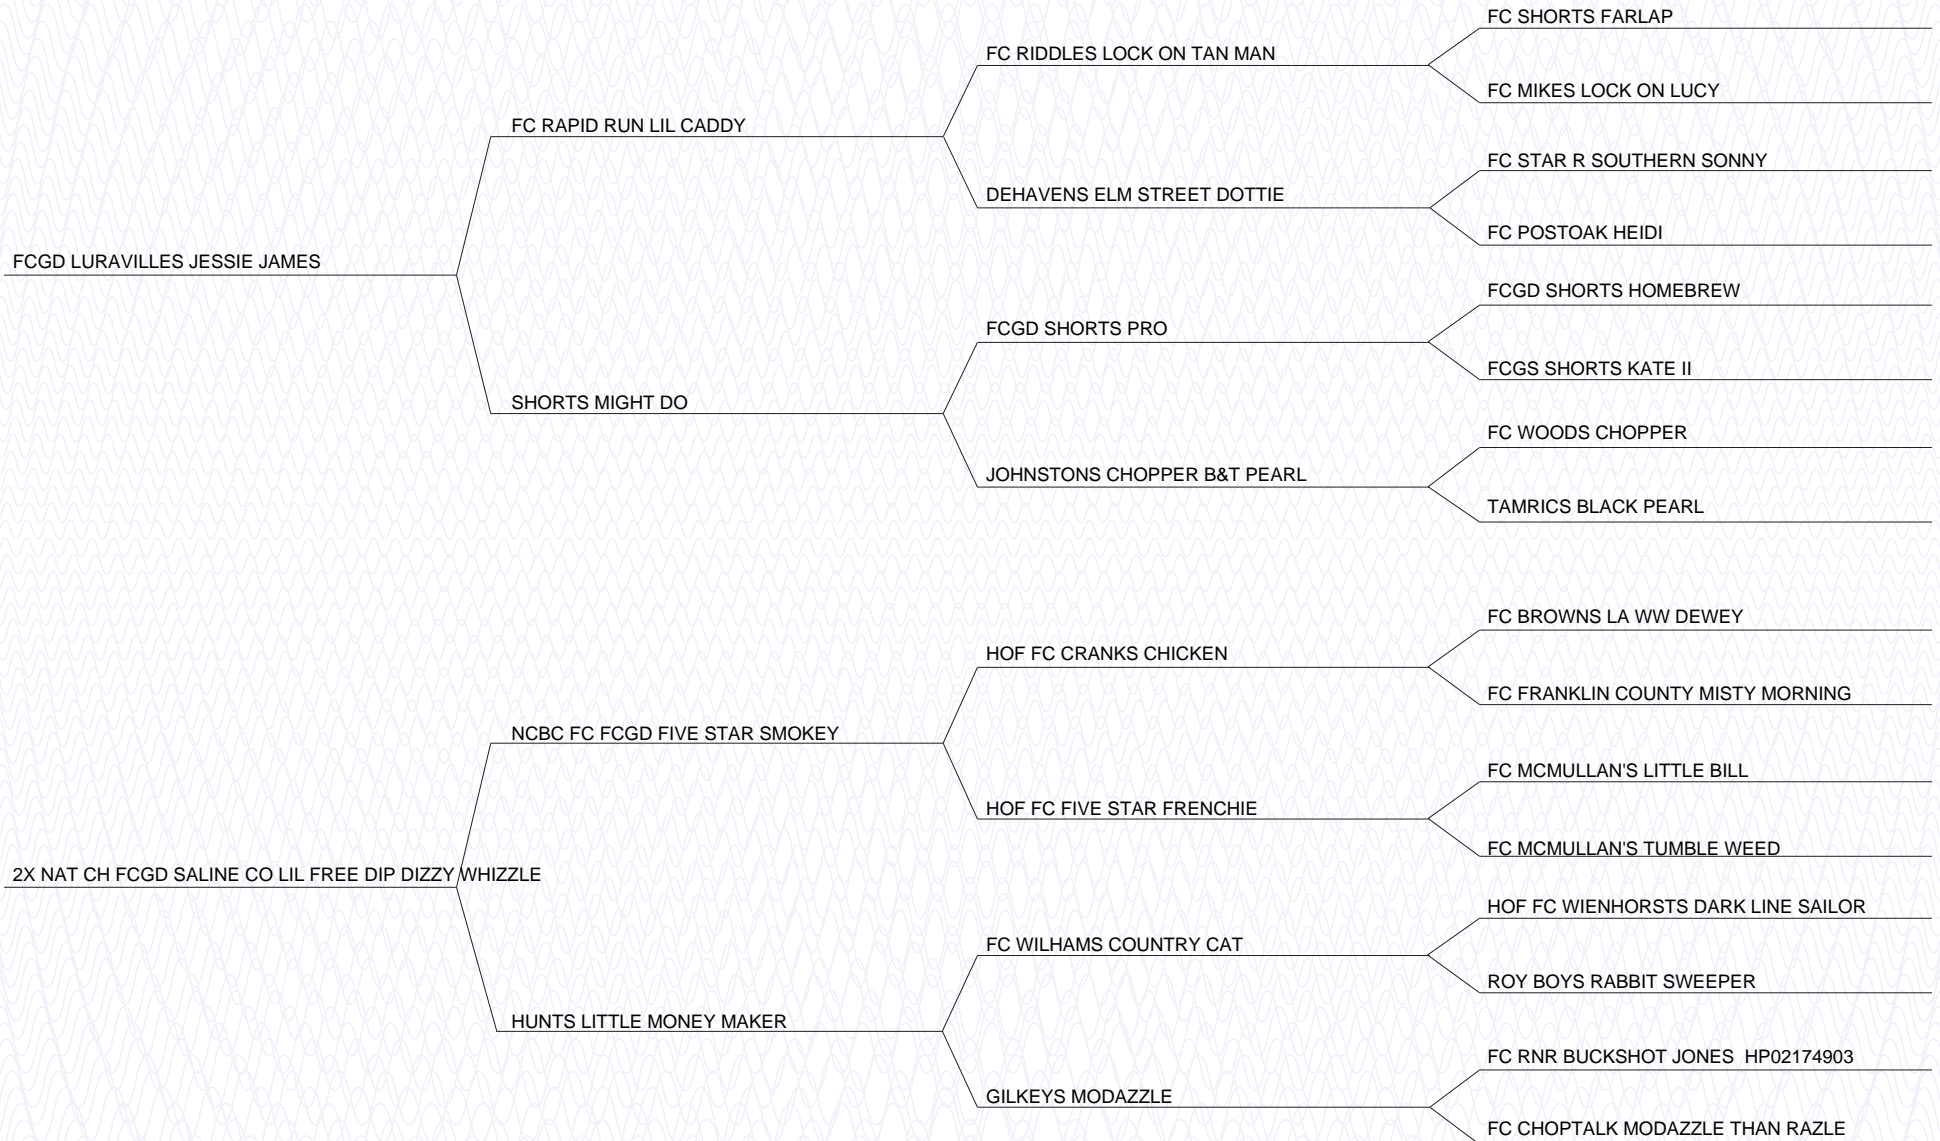 FC SHORTS FARLAP
FC RIDDLES LOCK ON TAN MAN
FC MIKES LOCK ON LUCY
FC RAPID RUN LIL CADDY
FC STAR R SOUTHERN SONNY
DEHAVENS ELM STREET DOTTIE
FC POSTOAK HEIDI
FCGD LURAVILLES JESSIE JAMES
FCGD SHORTS HOMEBREW
FCGD SHORTS PRO
FCGS SHORTS KATE II
SHORTS MIGHT DO
FC WOODS CHOPPER
JOHNSTONS CHOPPER B&T PEARL
TAMRICS BLACK PEARL
FC BROWNS LA WW DEWEY
HOF FC CRANKS CHICKEN
FC FRANKLIN COUNTY MISTY MORNING
NCBC FC FCGD FIVE STAR SMOKEY
FC MCMULLAN'S LITTLE BILL
HOF FC FIVE STAR FRENCHIE
FC MCMULLAN'S TUMBLE WEED
2X NAT CH FCGD SALINE CO LIL FREE DIP DIZZY WHIZZLE
HOF FC WIENHORSTS DARK LINE SAILOR
FC WILHAMS COUNTRY CAT
ROY BOYS RABBIT SWEEPER
HUNTS LITTLE MONEY MAKER
FC RNR BUCKSHOT JONES  HP02174903
GILKEYS MODAZZLE
FC CHOPTALK MODAZZLE THAN RAZLE